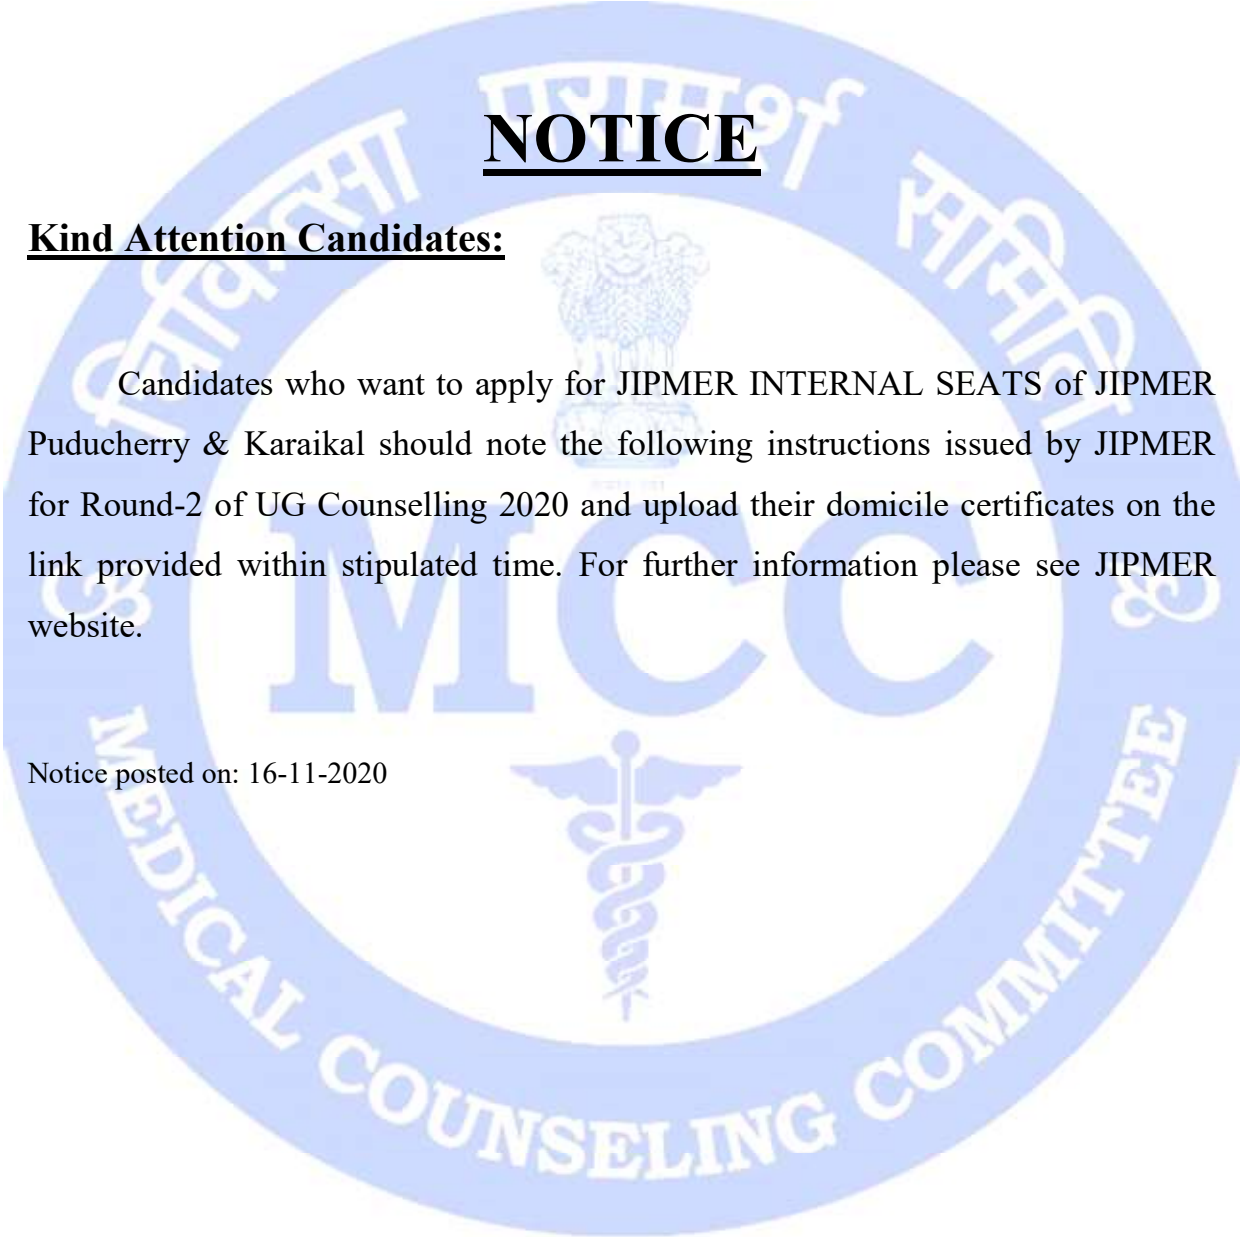 NOTICE
Kind Attention Candidates:
Candidates who want to apply for JIPMER INTERNAL SEATS of JIPMER
Puducherry & Karaikal should note the following instructions issued by JIPMER
for Round-2 of UG Counselling 2020 and upload their domicile certificates on the
link provided within stipulated time. For further information please see JIPMER
website.
Notice posted on: 16-11-2020
चिकित्सा परामर्श समिति
MCC
MEDICAL COUNSELING COMMITTEE